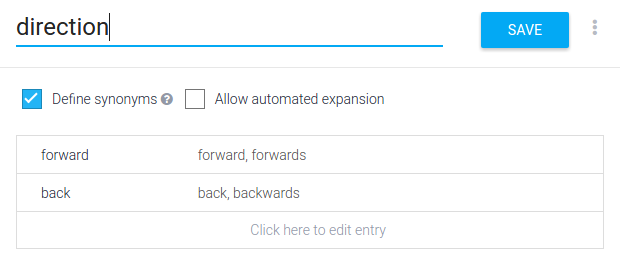 direction
SAVE
Define synonyms ? Allow automated expansion
forward forward, forwards
back back, backwards
Click here to edit entry